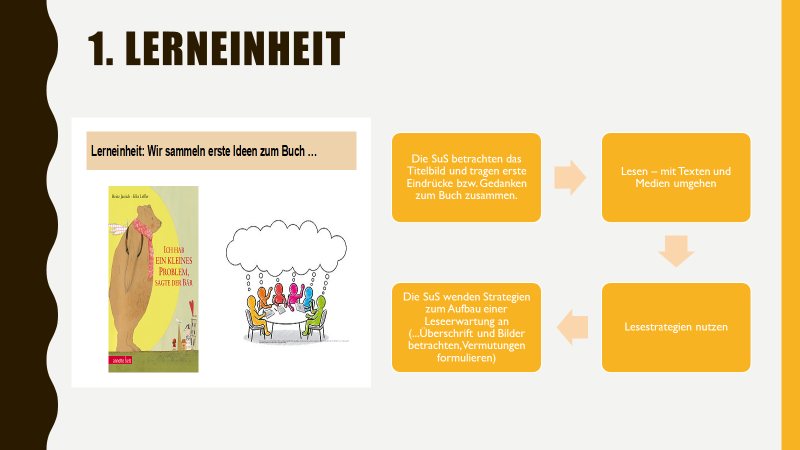 1. LERNEINHEIT
Lerneinheit: Wir sammeln erste Ideen zum Buch ...
Heinz Janisch · Silke Leffler
ICH HAB
EIN KLEINES
PROBLEM,
SAGTE DER BÄR
Die SuS betrachten das
Titelbild und tragen erste
Eindrücke bzw. Gedanken
zum Buch zusammen.
Lesen – mit Texten und
Medien umgehen
Die SuS wenden Strategien
zum Aufbau einer
Leseerwartung an
(...Überschrift und Bilder
betrachten,Vermutungen
formulieren)
Lesestrategien nutzen